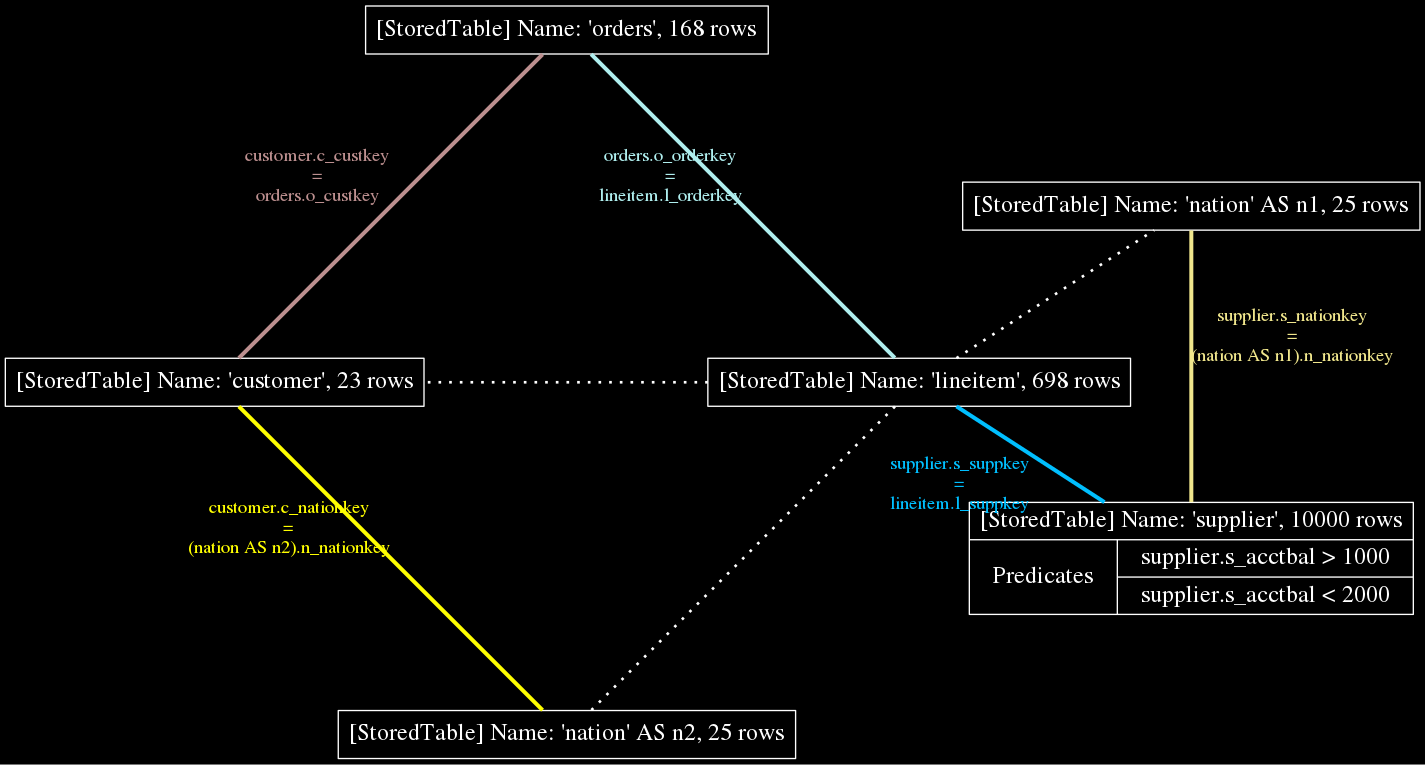 [StoredTable] Name: 'orders', 168 rows
customer.c_custkey
=
orders.o_custkey
orders.o_orderkey
=
lineitem.l_orderkey
[StoredTable] Name: 'nation' AS n1, 25 rows
supplier.s_nationkey
=
(nation AS n1).n_nationkey
[StoredTable] Name: 'customer', 23 rows
[StoredTable] Name: 'lineitem', 698 rows
supplier.s_suppkey
=
lineitem.l_suppkey
customer.c_nationkey
=
(nation AS n2).n_nationkey
[StoredTable] Name: 'supplier', 10000 rows
Predicates
supplier.s_acctbal > 1000
supplier.s_acctbal < 2000
[StoredTable] Name: 'nation' AS n2, 25 rows